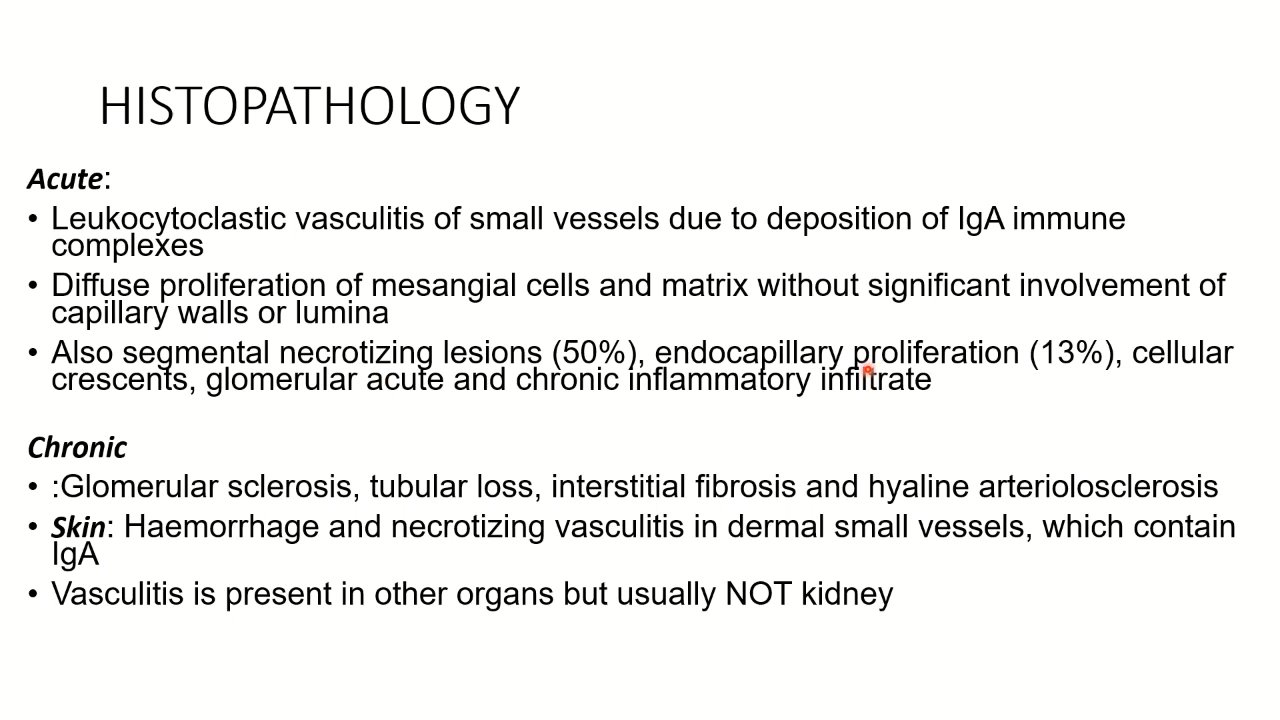 HISTOPATHOLOGY
Acute:
• Leukocytoclastic vasculitis of small vessels due to deposition of IgA immune
complexes
• Diffuse proliferation of mesangial cells and matrix without significant involvement of
capillary walls or lumina
• Also segmental necrotizing lesions (50%), endocapillary proliferation (13%), cellular
crescents, glomerular acute and chronic inflammatory infiltrate
Chronic
• :Glomerular sclerosis, tubular loss, interstitial fibrosis and hyaline arteriolosclerosis
• Skin: Haemorrhage and necrotizing vasculitis in dermal small vessels, which contain
IgA
• Vasculitis is present in other organs but usually NOT kidney